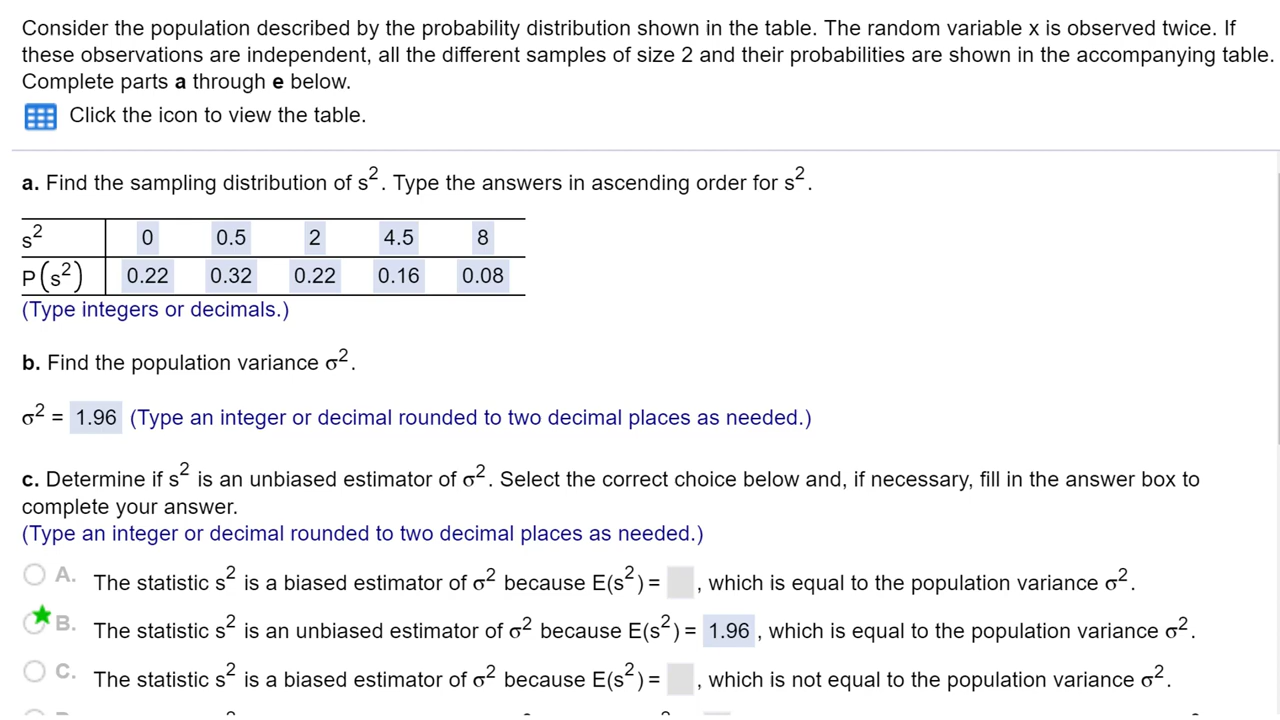 Consider the population described by the probability distribution shown in the table. The random variable x is observed twice. If
these observations are independent, all the different samples of size 2 and their probabilities are shown in the accompanying table.
Complete parts a through e below.
Click the icon to view the table.
a. Find the sampling distribution of s². Type the answers in ascending order for s².
s² 0 0.5 2 4.5 8
P(s²) 0.22 0.32 0.22 0.16 0.08
(Type integers or decimals.)
b. Find the population variance σ².
σ² = 1.96 (Type an integer or decimal rounded to two decimal places as needed.)
c. Determine if s² is an unbiased estimator of σ². Select the correct choice below and, if necessary, fill in the answer box to
complete your answer.
(Type an integer or decimal rounded to two decimal places as needed.)
A. The statistic s² is a biased estimator of σ² because E(s²) = , which is equal to the population variance σ².
B. The statistic s² is an unbiased estimator of σ² because E(s²) = 1.96, which is equal to the population variance σ².
C. The statistic s² is a biased estimator of σ² because E(s²) = , which is not equal to the population variance σ².